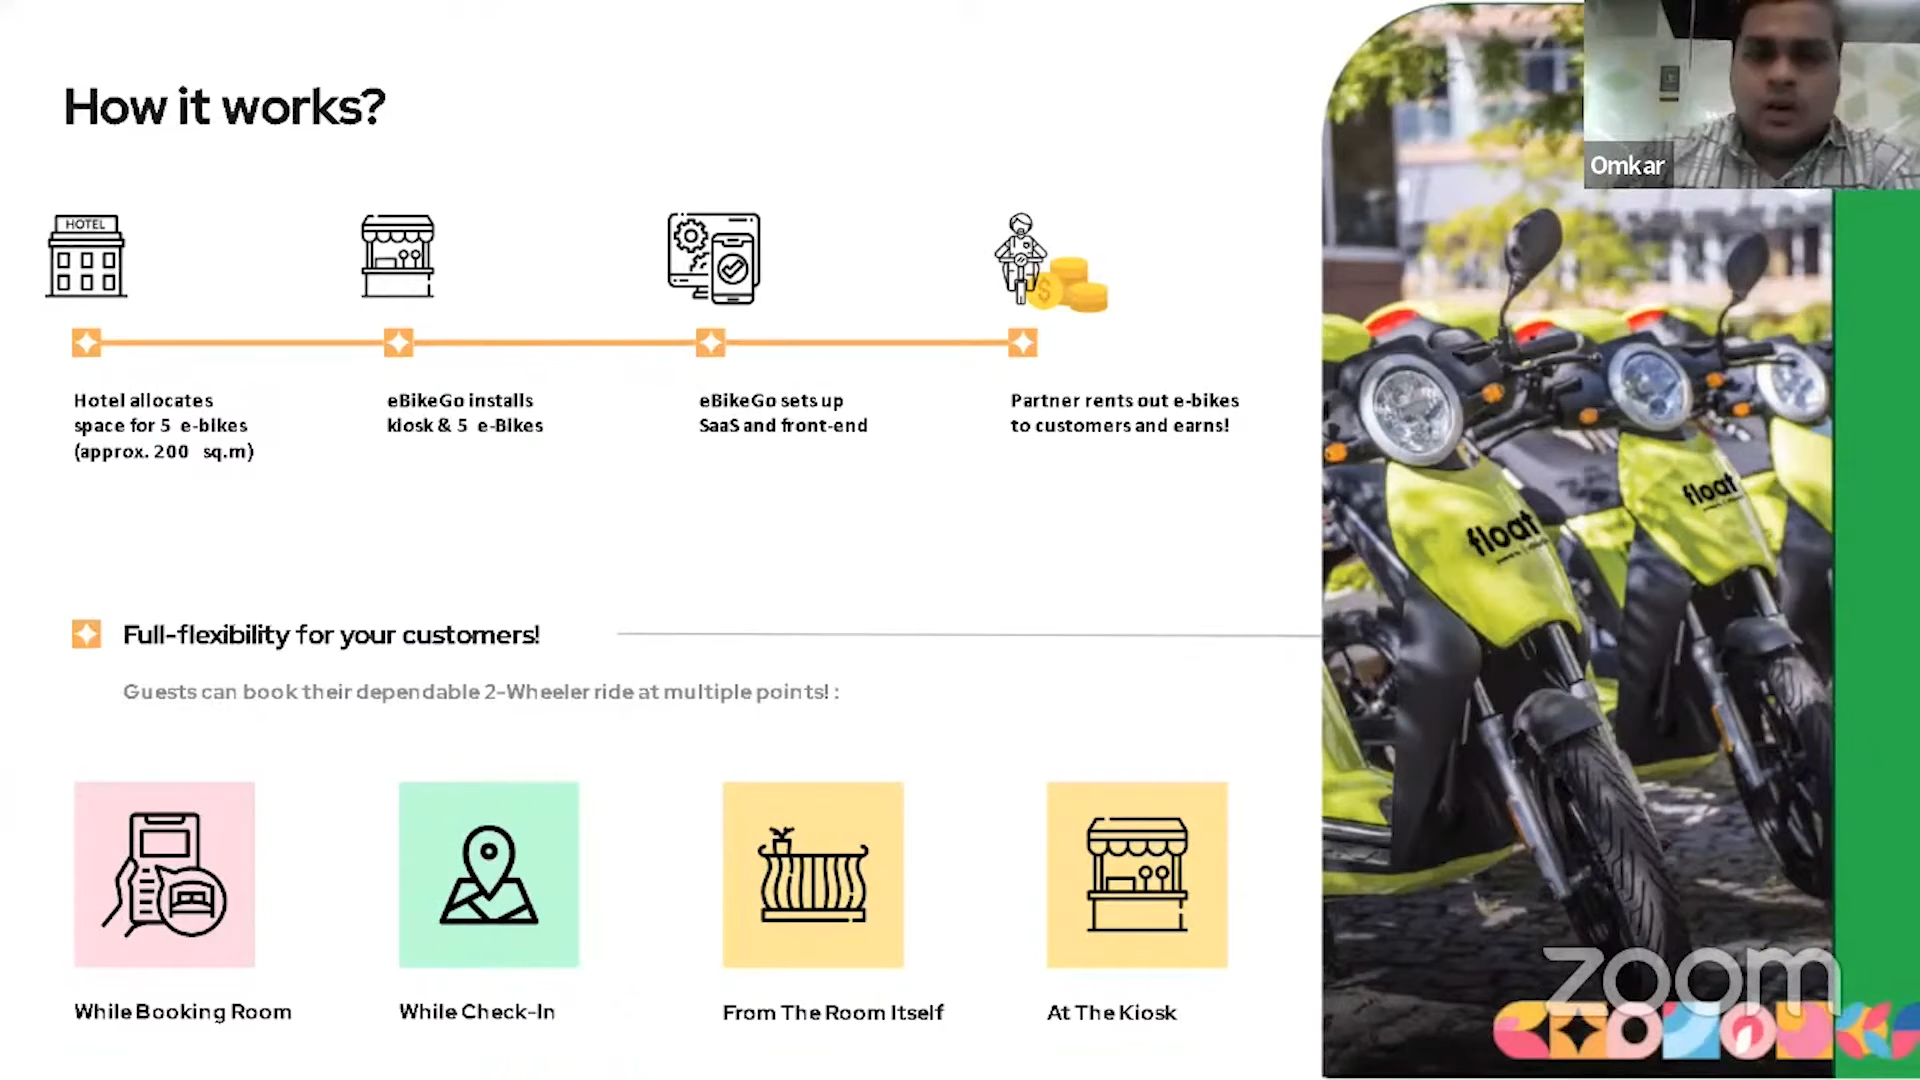 How it works?
Omkar
HOTEL
$
Hotel allocates
space for 5 e-bikes
(approx. 200 sq.m)
eBikeGo installs
kiosk & 5 e-Bikes
eBikeGo sets up
SaaS and front-end
Partner rents out e-bikes
to customers and earns!
float
float
Full-flexibility for your customers!
Guests can book their dependable 2-Wheeler ride at multiple points! :
While Booking Room
While Check-In
From The Room Itself
At The Kiosk
zoom